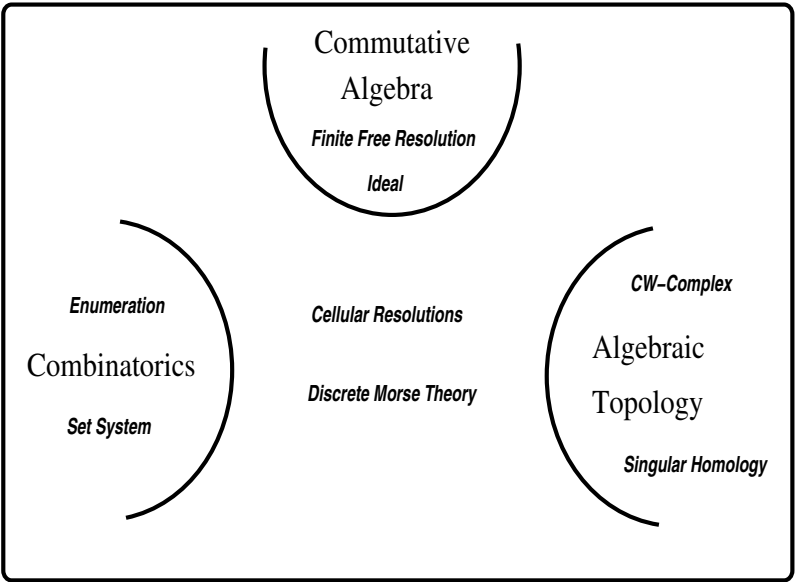 Commutative
Algebra
Finite Free Resolution
Ideal
Enumeration
Combinatorics
Set System
Cellular Resolutions
Discrete Morse Theory
CW–Complex
Algebraic
Topology
Singular Homology